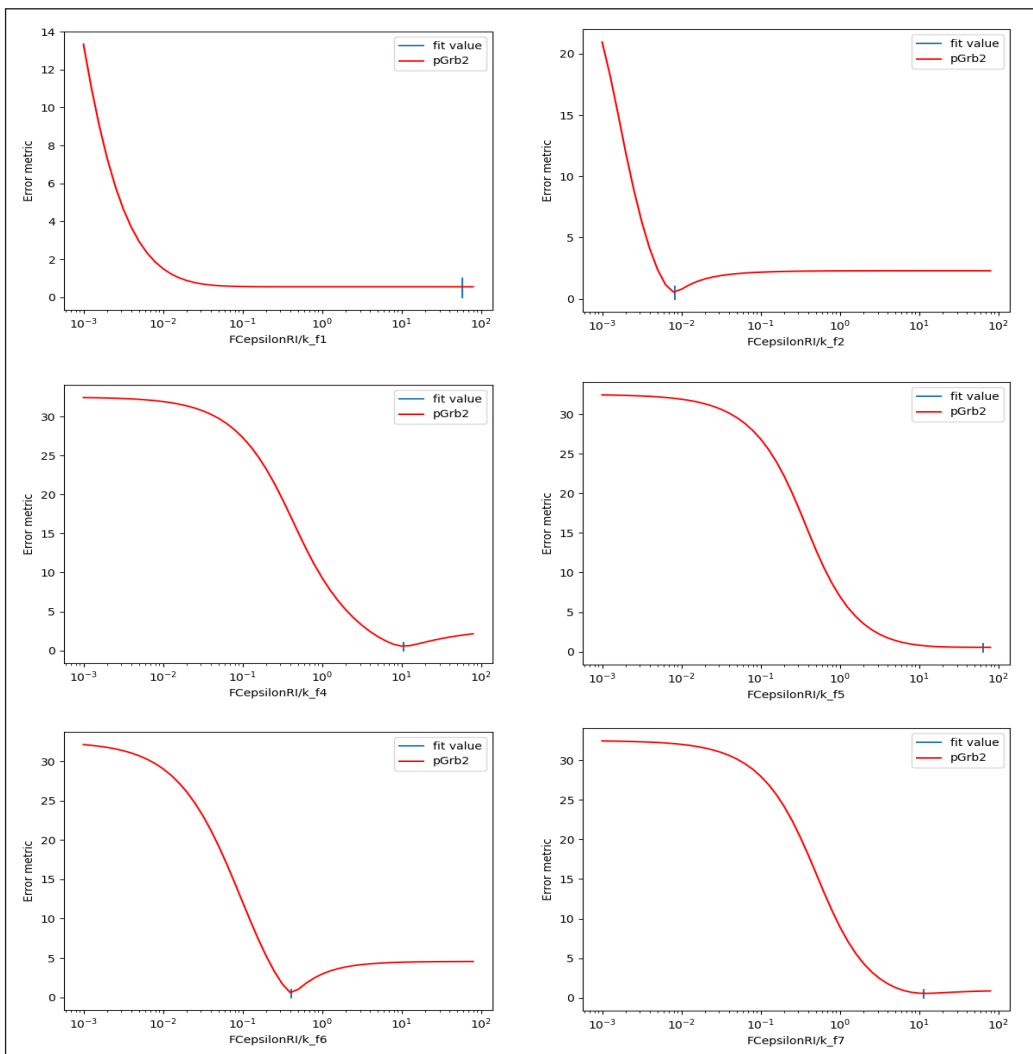 14
12
10
8
6
4
2
0
Error metric
fit value
pGrb2
10⁻³ 10⁻² 10⁻¹ 10⁰ 10¹ 10²
FCepsilonRI/k_f1
20
15
10
5
0
Error metric
fit value
pGrb2
10⁻³ 10⁻² 10⁻¹ 10⁰ 10¹ 10²
FCepsilonRI/k_f2
30
25
20
15
10
5
0
Error metric
fit value
pGrb2
10⁻³ 10⁻² 10⁻¹ 10⁰ 10¹ 10²
FCepsilonRI/k_f4
30
25
20
15
10
5
0
Error metric
fit value
pGrb2
10⁻³ 10⁻² 10⁻¹ 10⁰ 10¹ 10²
FCepsilonRI/k_f5
30
25
20
15
10
5
0
Error metric
fit value
pGrb2
10⁻³ 10⁻² 10⁻¹ 10⁰ 10¹ 10²
FCepsilonRI/k_f6
30
25
20
15
10
5
0
Error metric
fit value
pGrb2
10⁻³ 10⁻² 10⁻¹ 10⁰ 10¹ 10²
FCepsilonRI/k_f7